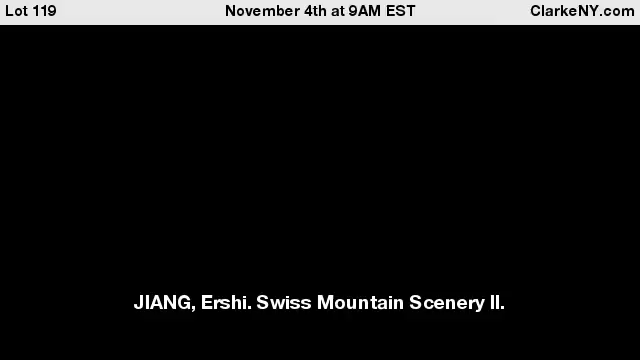 Lot 119
November 4th at 9AM EST
ClarkeNY.com
JIANG, Ershi. Swiss Mountain Scenery II.